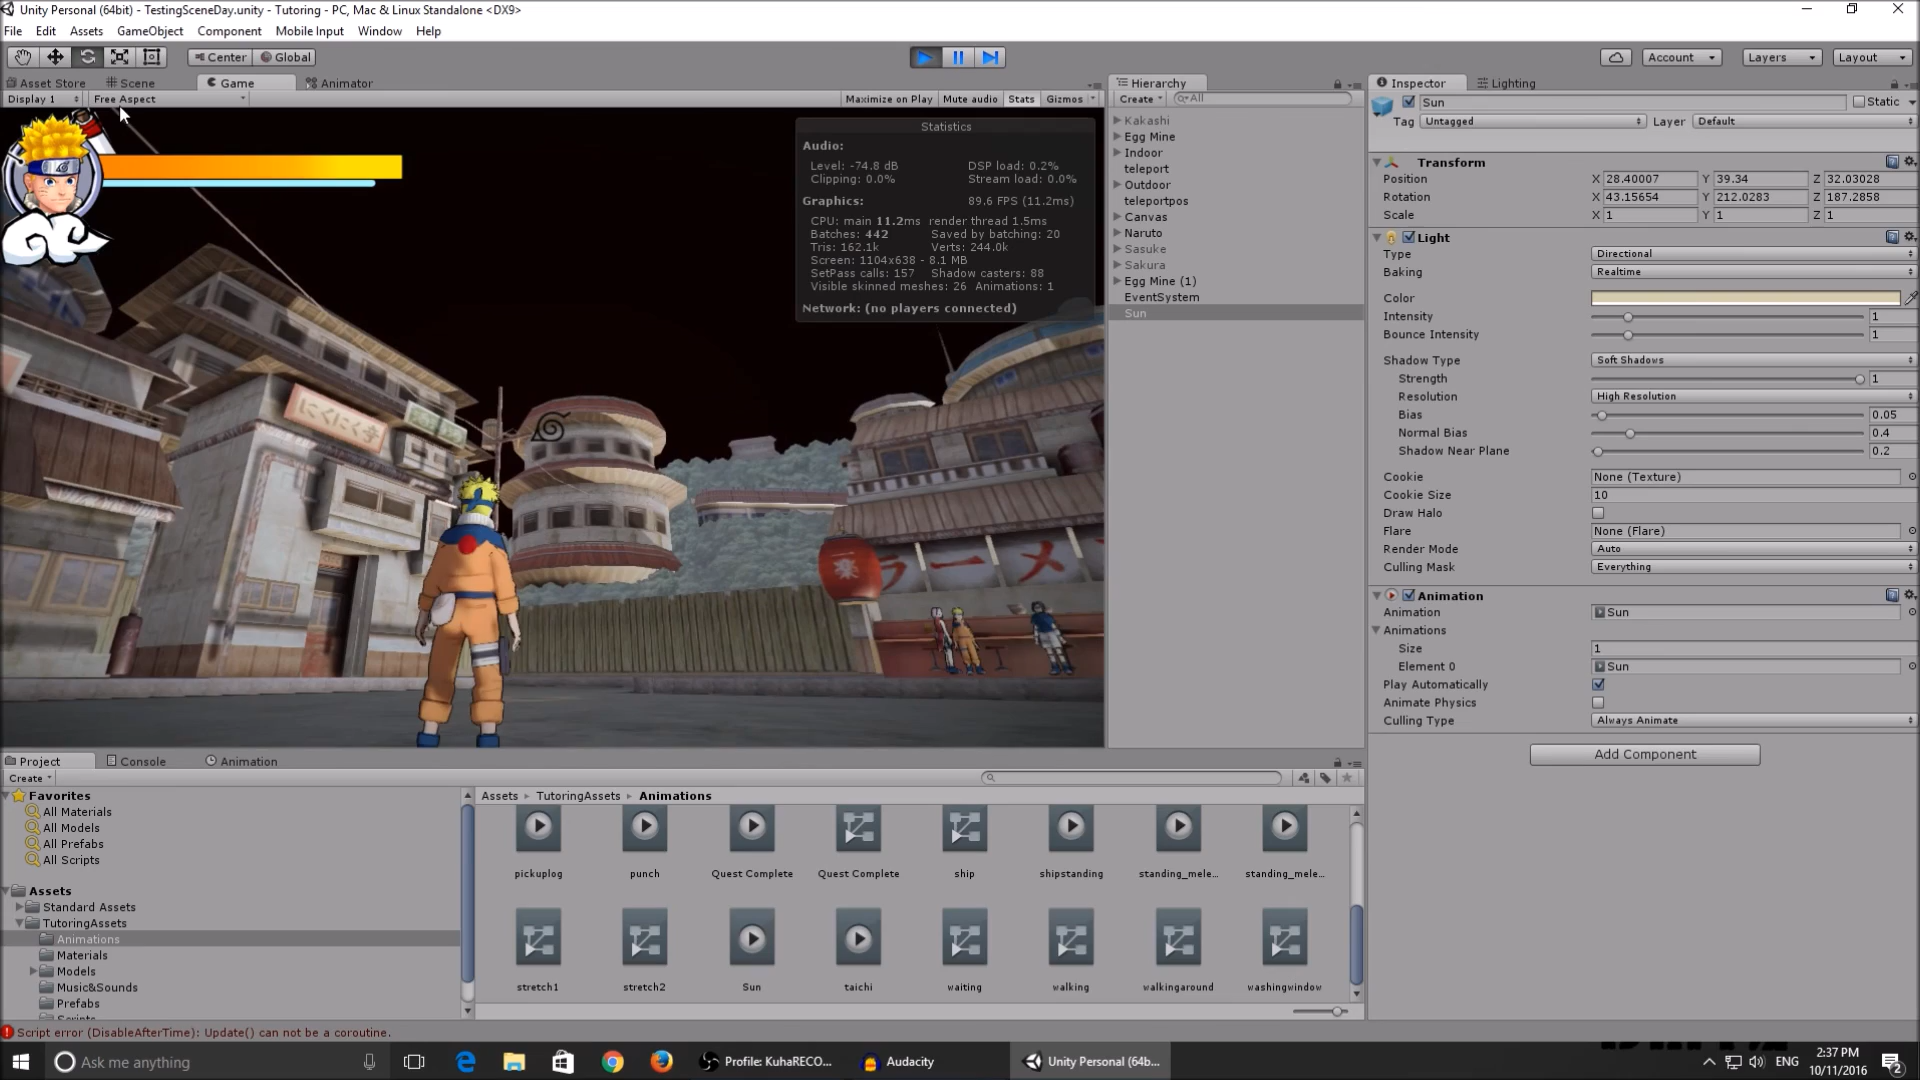 Unity Personal (64bit) - TestingSceneDay.unity - Tutoring - PC, Mac & Linux Standalone <DX9>
File Edit Assets GameObject Component Mobile Input Window Help
Center Global Account Layers Layout
Asset Store Scene Game Animator
Display 1 Free Aspect Maximize on Play Mute audio Stats Gizmos
Statistics
Audio:
Level: -74.8 dB DSP load: 0.2%
Clipping: 0.0% Stream load: 0.0%
Graphics: 89.6 FPS (11.2ms)
CPU: main 11.2ms render thread 1.5ms
Batches: 442 Saved by batching: 20
Tris: 162.1k Verts: 244.0k
Screen: 1104x638 - 8.1 MB
SetPass calls: 157 Shadow casters: 88
Visible skinned meshes: 26 Animations: 1
Network: (no players connected)
にくにく亭
楽
ラーメ
Hierarchy
Create All
Kakashi
Egg Mine
Indoor
teleport
Outdoor
teleportpos
Canvas
Naruto
Sasuke
Sakura
Egg Mine (1)
EventSystem
Sun
Inspector Lighting
Sun Static
Tag Untagged Layer Default
Transform
Position X 28.40007 Y 39.34 Z 32.03028
Rotation X 43.15654 Y 212.0283 Z 187.2858
Scale X 1 Y 1 Z 1
Light
Type Directional
Baking Realtime
Color
Intensity 1
Bounce Intensity 1
Shadow Type Soft Shadows
Strength 1
Resolution High Resolution
Bias 0.05
Normal Bias 0.4
Shadow Near Plane 0.2
Cookie None (Texture)
Cookie Size 10
Draw Halo
Flare None (Flare)
Render Mode Auto
Culling Mask Everything
Animation
Animation Sun
Animations
Size 1
Element 0 Sun
Play Automatically
Animate Physics
Culling Type Always Animate
Add Component
Project Console Animation
Create
Favorites
All Materials
All Models
All Prefabs
All Scripts
Assets
Standard Assets
TutoringAssets
Animations
Materials
Models
Music&Sounds
Prefabs
Scripts
Assets TutoringAssets Animations
pickuplog punch Quest Complete Quest Complete ship shipstanding standing_mele... standing_mele...
stretch1 stretch2 Sun taichi waiting walking walkingaround washingwindow
Script error (DisableAfterTime): Update() can not be a coroutine.
Ask me anything
Profile: KuhaRECO...
Audacity
Unity Personal (64b...
ENG
2:37 PM
10/11/2016
2